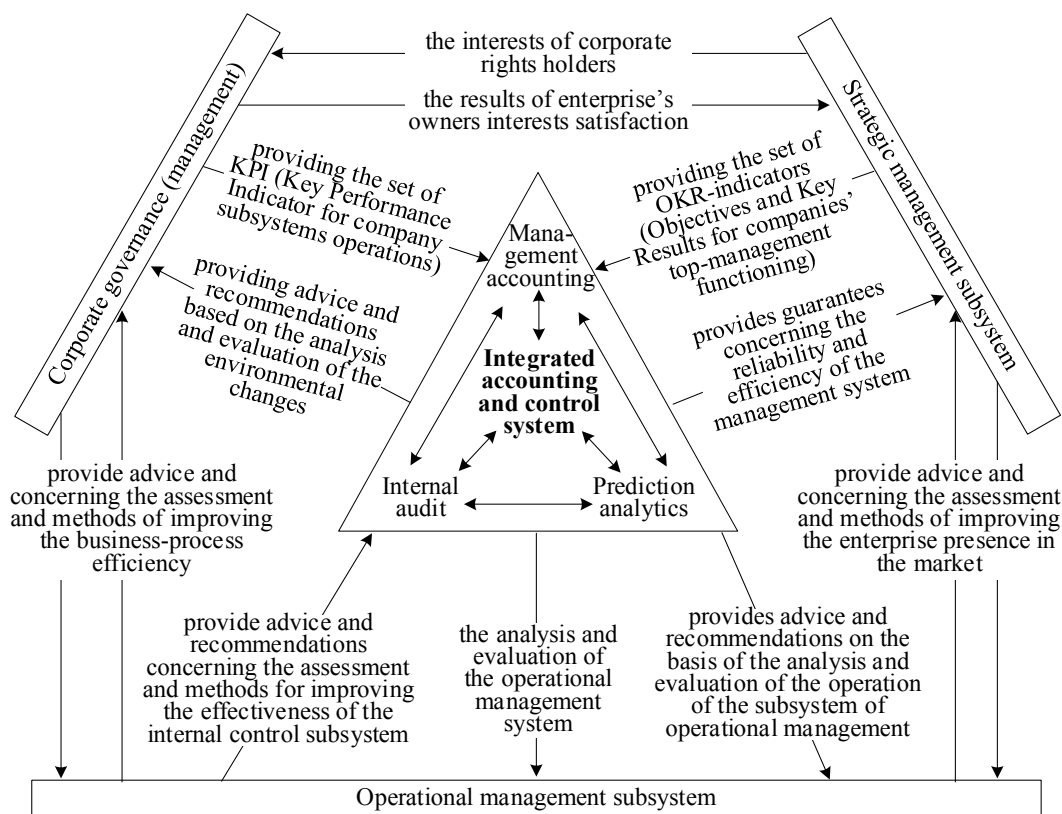 the interests of corporate
rights holders
the results of enterprise’s
owners interests satisfaction
Corporate governance (management)
Strategic management subsystem
providing the set of
KPI (Key Performance
Indicator for company
subsystems operations)
providing the set of
OKR-indicators
(Objectives and Key
Results for companies’
top-management
functioning)
providing advice and
recommendations
based on the analysis
and evaluation of the
environmental
changes
provides guarantees
concerning the
reliability and
efficiency of the
management system
Mana-
gement
accounting
Integrated
accounting
and control
system
Internal
audit
Prediction
analytics
provide advice and
concerning the assessment
and methods of improving
the business-process
efficiency
provide advice and
concerning the assessment
and methods of improving
the enterprise presence in
the market
provide advice and
recommendations
concerning the assessment
and methods for improving
the effectiveness of the
internal control subsystem
the analysis and
evaluation of
the operational
management
system
provides advice and
recommendations on the
basis of the analysis and
evaluation of the operation
of the subsystem of
operational management
Operational management subsystem